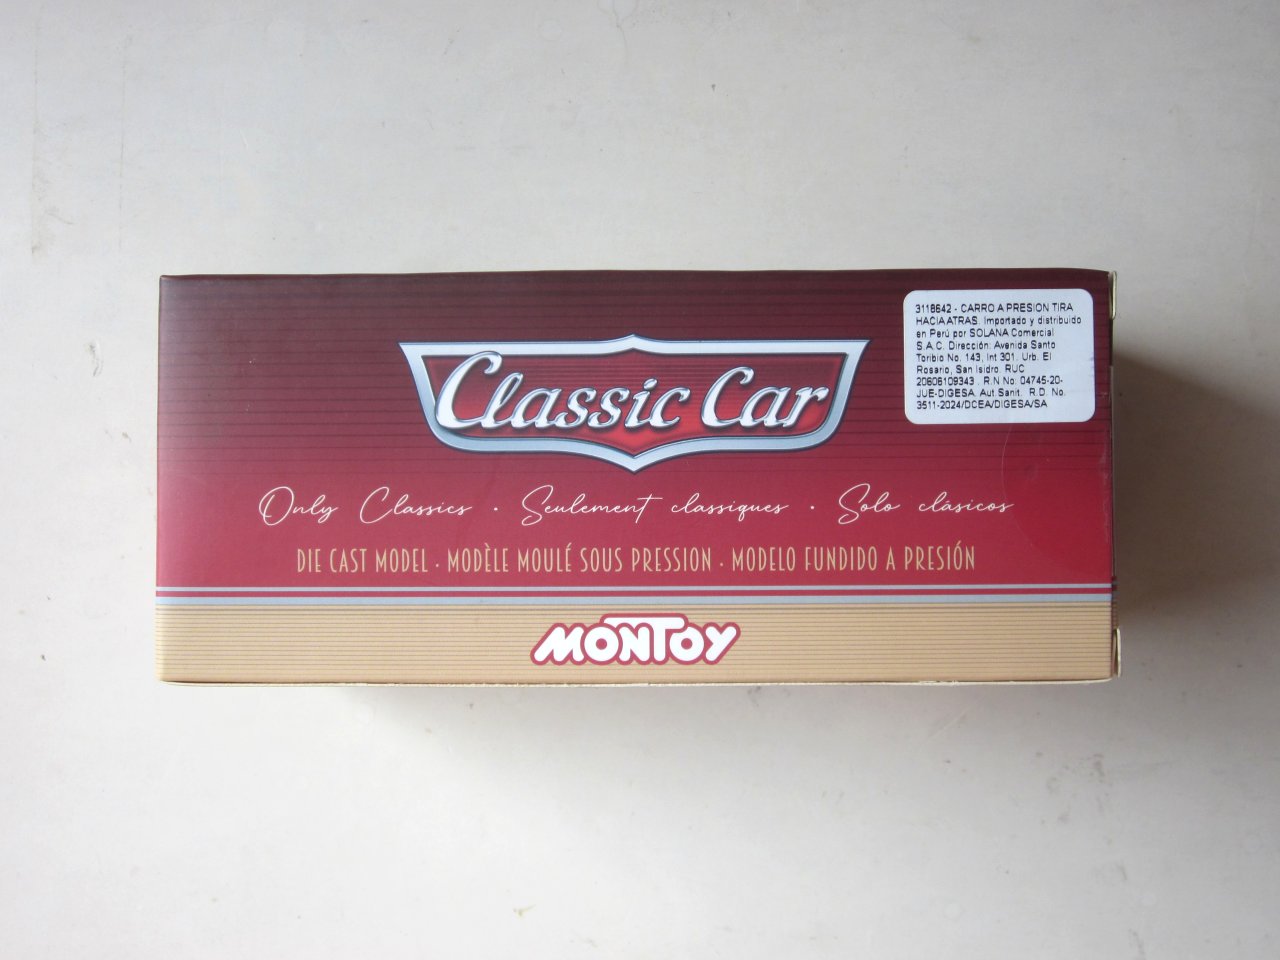 Classic Car
Only Classics · Seulement classiques · Solo clásicos
DIE CAST MODEL · MODÈLE MOULÉ SOUS PRESSION · MODELO FUNDIDO A PRESIÓN
MONTOY
3118642 - CARRO A PRESION TIRA
HACIA ATRAS. Importado y distribuido
en Perú por SOLANA Comercial
S.A.C. Dirección: Avenida Santo
Toribio No. 143, Int 301. Urb. El
Rosario, San Isidro. RUC
20606109343 . R.N No: 04745-20-
JUE-DIGESA. Aut.Sanit.. R.D. No.
3511-2024/DCEA/DIGESA/SA